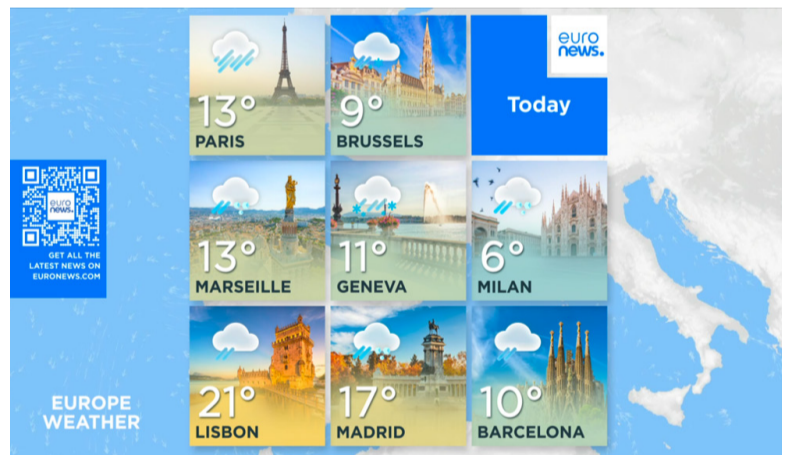 13°
PARIS
9°
BRUSSELS
euro
news.
Today
euro
news.
GET ALL THE
LATEST NEWS ON
EURONEWS.COM
13°
MARSEILLE
11°
GENEVA
6°
MILAN
21°
LISBON
17°
MADRID
10°
BARCELONA
EUROPE
WEATHER